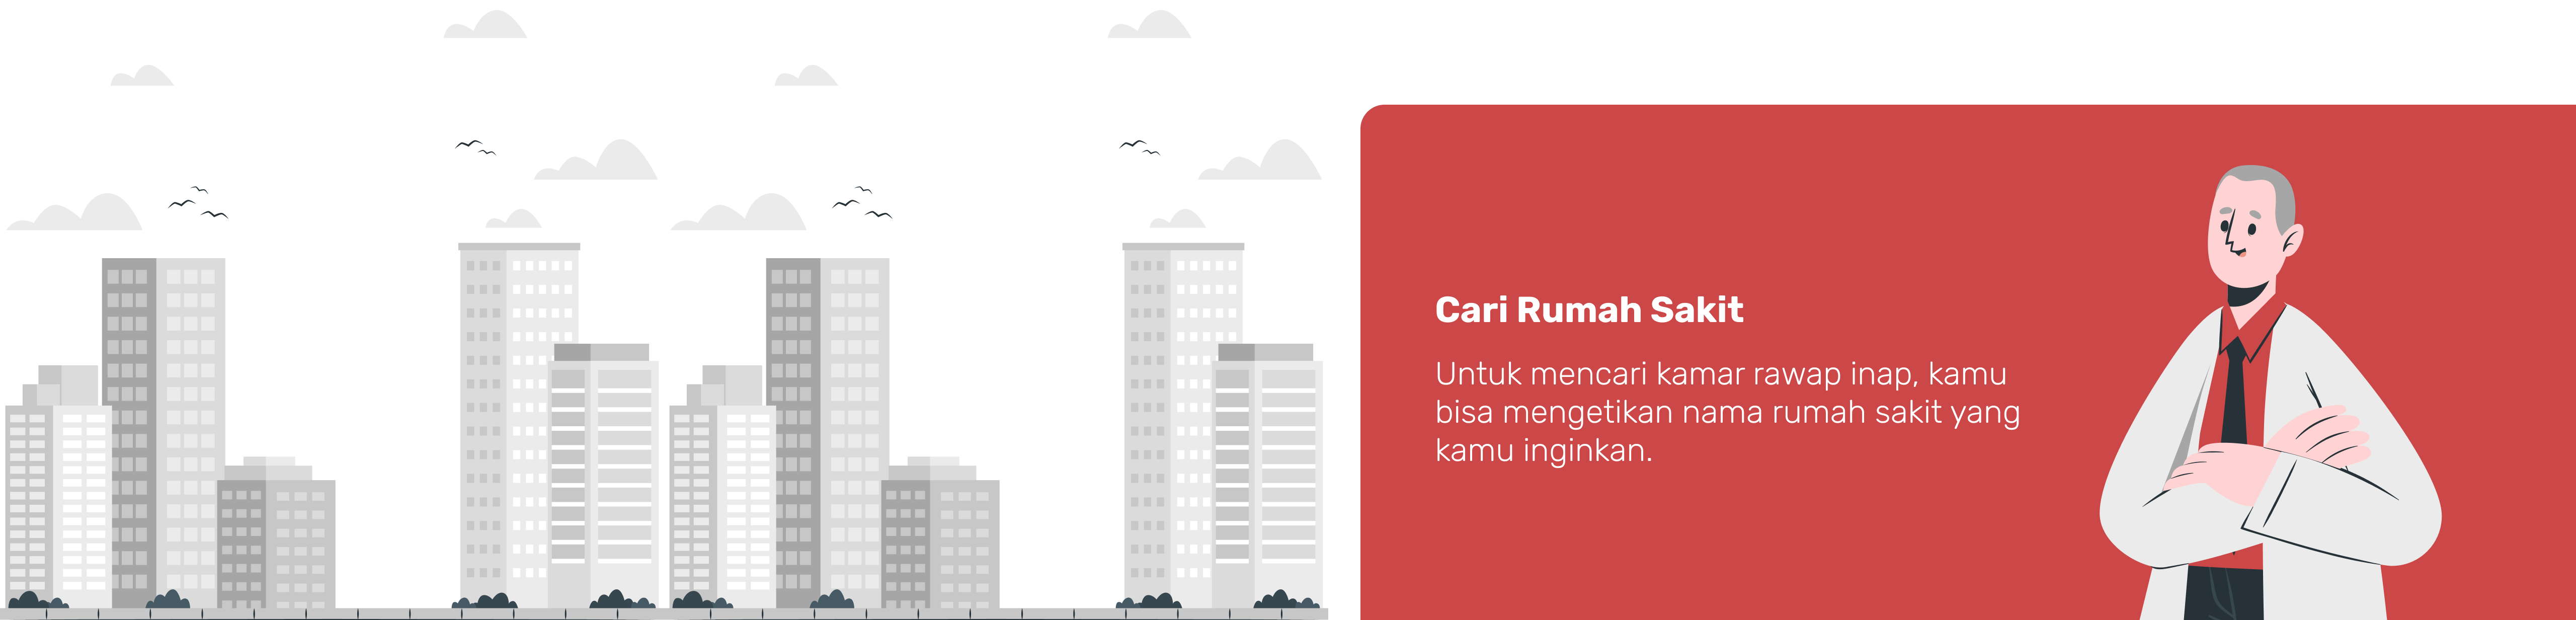 Cari Rumah Sakit
Untuk mencari kamar rawap inap, kamu
bisa mengetikan nama rumah sakit yang
kamu inginkan.